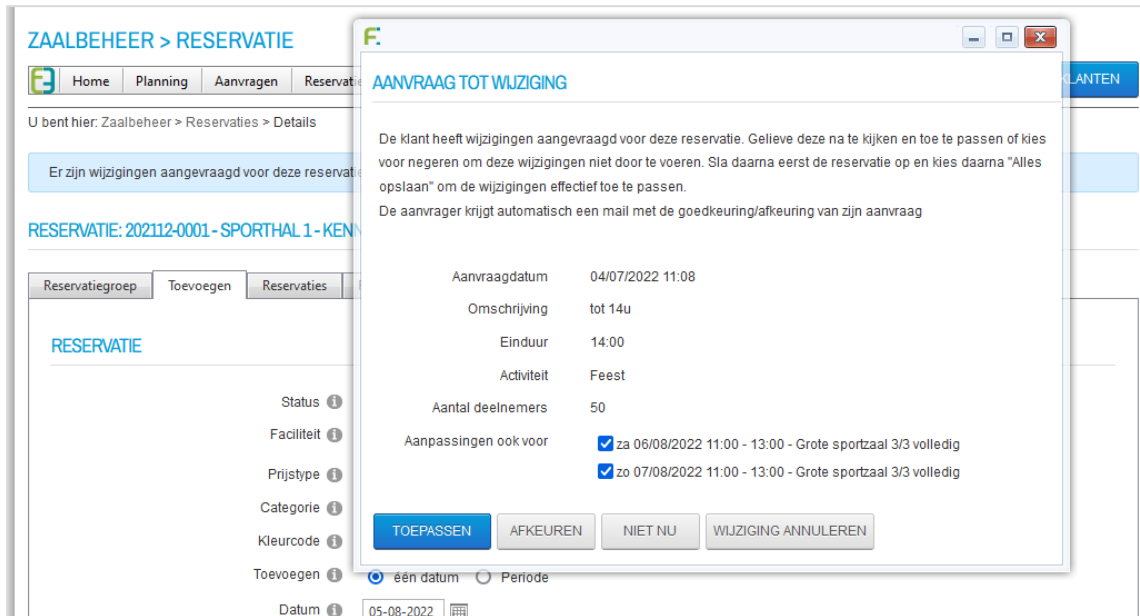 ZAALBEHEER > RESERVATIE
Home Planning Aanvragen Reservatie
KLANTEN
U bent hier: Zaalbeheer > Reservaties > Details
Er zijn wijzigingen aangevraagd voor deze reservatie
RESERVATIE: 202112-0001 - SPORTHAL 1 - KENN
Reservatiegroep Toevoegen Reservaties
RESERVATIE
Status
Faciliteit
Prijstype
Categorie
Kleurcode
Toevoegen één datum Periode
Datum 05-08-2022
AANVRAAG TOT WIJZIGING
De klant heeft wijzigingen aangevraagd voor deze reservatie. Gelieve deze na te kijken en toe te passen of kies
voor negeren om deze wijzigingen niet door te voeren. Sla daarna eerst de reservatie op en kies daarna "Alles
opslaan" om de wijzigingen effectief toe te passen.
De aanvrager krijgt automatisch een mail met de goedkeuring/afkeuring van zijn aanvraag
Aanvraagdatum 04/07/2022 11:08
Omschrijving tot 14u
Einduur 14:00
Activiteit Feest
Aantal deelnemers 50
Aanpassingen ook voor za 06/08/2022 11:00 - 13:00 - Grote sportzaal 3/3 volledig
zo 07/08/2022 11:00 - 13:00 - Grote sportzaal 3/3 volledig
TOEPASSEN AFKEUREN NIET NU WIJZIGING ANNULEREN